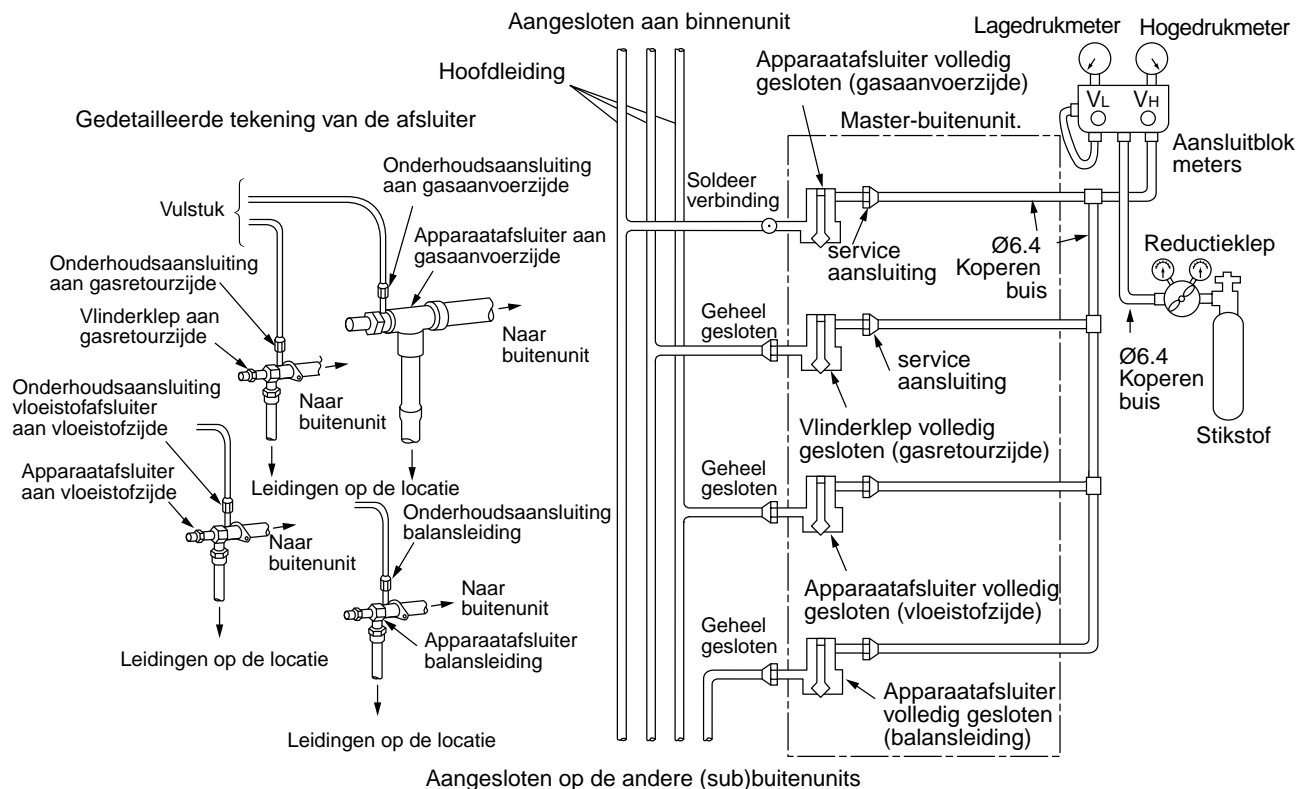 Aangesloten aan binnenunit
Lagedrukmeter
Hogedrukmeter
Hoofdleiding
Apparaatafsluiter volledig
gesloten (gasaanvoerzijde)
VL
VH
Gedetailleerde tekening van de afsluiter
Master-buitenunit.
Aansluitblok
meters
Onderhoudsaansluiting
aan gasaanvoerzijde
Soldeer
verbinding
Vulstuk
Apparaatafsluiter aan
gasaanvoerzijde
service
aansluiting
Ø6.4
Koperen
buis
Reductieklep
Onderhoudsaansluiting
aan gasretourzijde
Vlinderklep aan
gasretourzijde
Naar
buitenunit
Geheel
gesloten
service
aansluiting
Ø6.4
Koperen
buis
Onderhoudsaansluiting
vloeistofafsluiter
aan vloeistofzijde
Naar
buitenunit
Vlinderklep volledig
gesloten (gasretourzijde)
Stikstof
Apparaatafsluiter
aan vloeistofzijde
Leidingen op de locatie
Geheel
gesloten
Onderhoudsaansluiting
balansleiding
Naar
buitenunit
Naar
buitenunit
Apparaatafsluiter volledig
gesloten (vloeistofzijde)
Leidingen op de locatie
Apparaatafsluiter
balansleiding
Geheel
gesloten
Apparaatafsluiter
volledig gesloten
(balansleiding)
Leidingen op de locatie
Aangesloten op de andere (sub)buitenunits